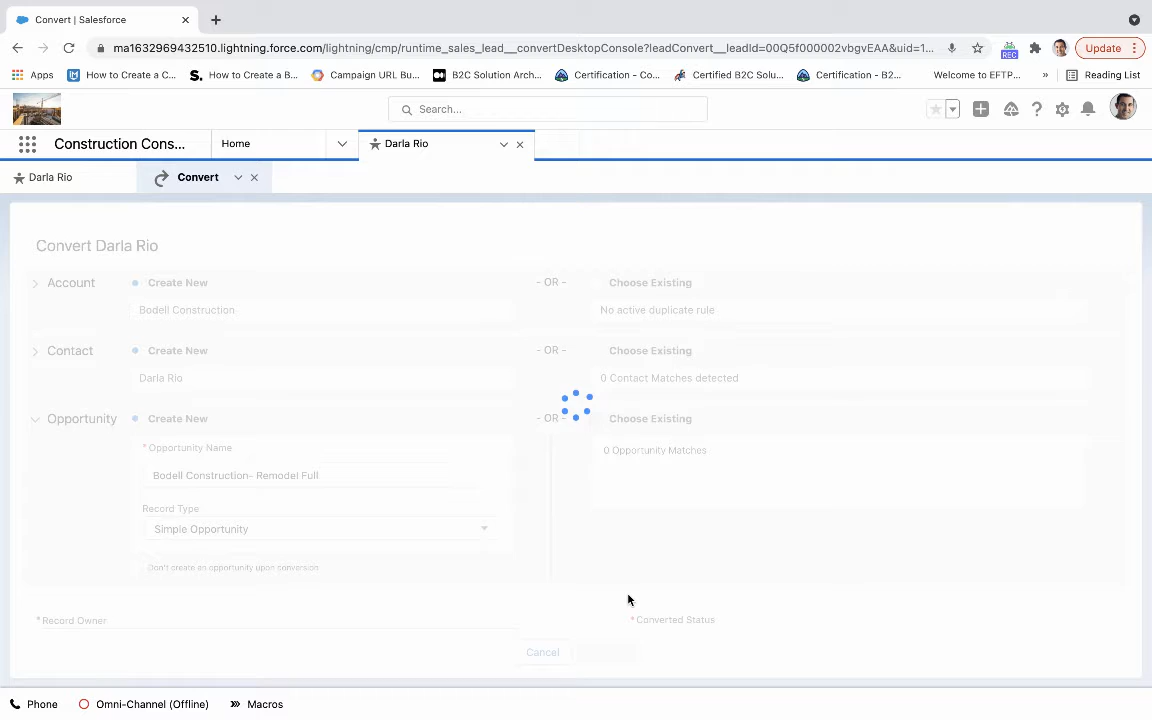 Convert | Salesforce
ma1632969432510.lightning.force.com/lightning/cmp/runtime_sales_lead__convertDesktopConsole?leadConvert__leadId=00Q5f000002vbgvEAA&uid=1...
REC
Update
Apps
How to Create a C...
How to Create a B...
Campaign URL Bu...
B2C Solution Arch...
Certification - Co...
Certified B2C Solu...
Certification - B2...
Welcome to EFTP...
»
Reading List
Search...
Construction Cons...
Home
Darla Rio
Darla Rio
Convert
Convert Darla Rio
Account
Create New
- OR -
Choose Existing
Bodell Construction
No active duplicate rule
Contact
Create New
- OR -
Choose Existing
Darla Rio
0 Contact Matches detected
Opportunity
Create New
- OR -
Choose Existing
*Opportunity Name
0 Opportunity Matches
Bodell Construction- Remodel Full
Record Type
Simple Opportunity
Don't create an opportunity upon conversion
*Record Owner
*Converted Status
Cancel
Phone
Omni-Channel (Offline)
Macros